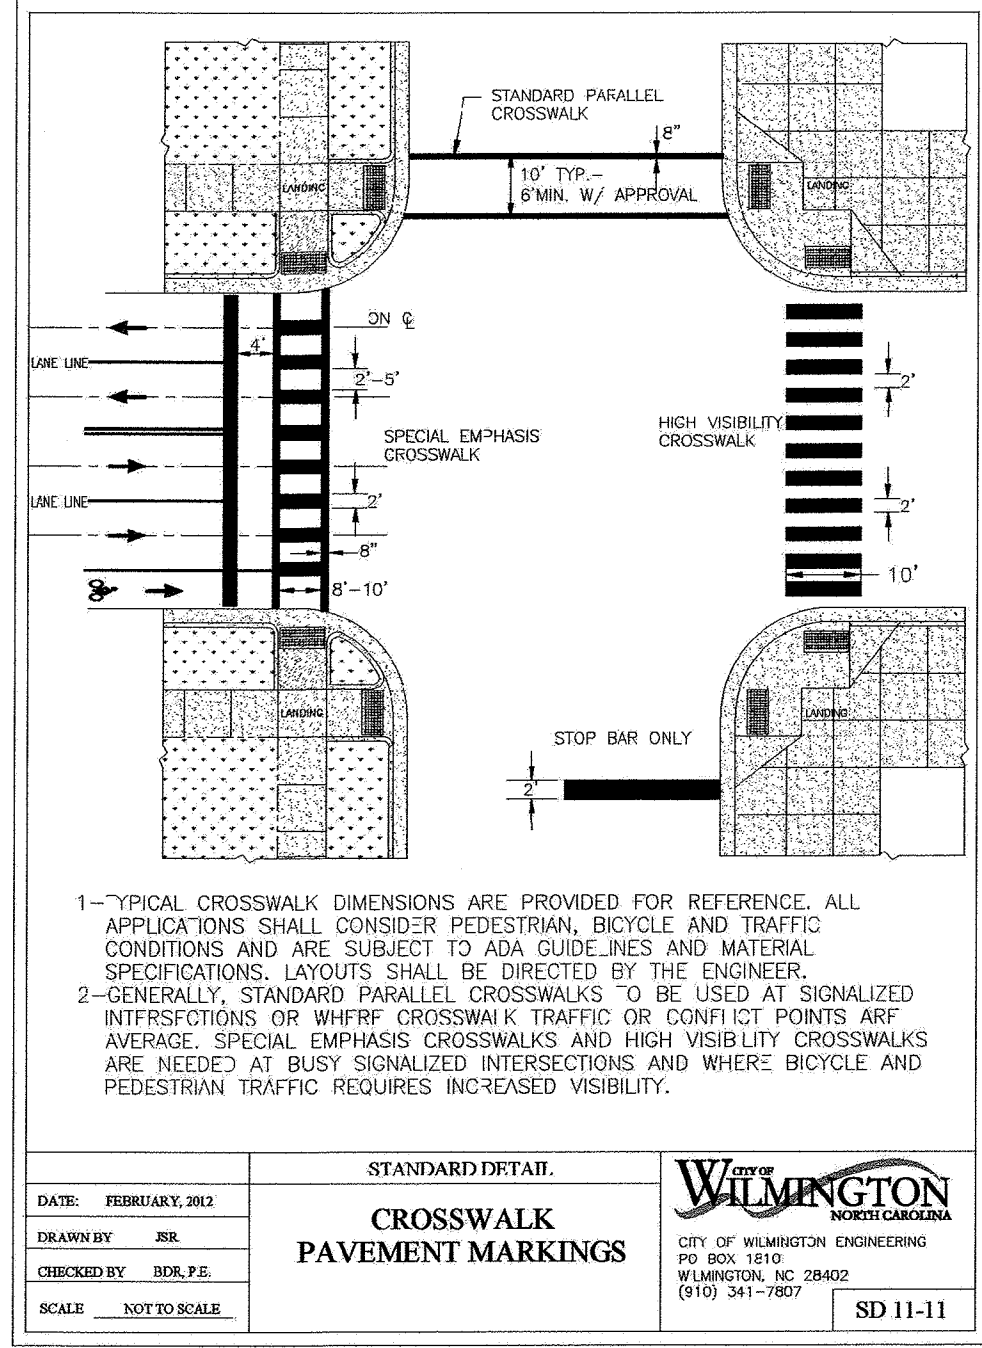 STANDARD PARALLEL
CROSSWALK
8"
10' TYP.-
6'MIN. W/ APPROVAL
LANDING
LANDING
ON ℄
LANE LINE
4'
2'-5'
2'
HIGH VISIBILITY
CROSSWALK
SPECIAL EMPHASIS
CROSSWALK
LANE LINE
2'
2'
8"
8'-10'
10'
LANDING
LANDING
STOP BAR ONLY
2'
1-TYPICAL CROSSWALK DIMENSIONS ARE PROVIDED FOR REFERENCE. ALL
APPLICATIONS SHALL CONSIDER PEDESTRIAN, BICYCLE AND TRAFFIC
CONDITIONS AND ARE SUBJECT TO ADA GUIDELINES AND MATERIAL
SPECIFICATIONS. LAYOUTS SHALL BE DIRECTED BY THE ENGINEER.
2-GENERALLY, STANDARD PARALLEL CROSSWALKS TO BE USED AT SIGNALIZED
INTERSECTIONS OR WHERE CROSSWALK TRAFFIC OR CONFLICT POINTS ARE
AVERAGE. SPECIAL EMPHASIS CROSSWALKS AND HIGH VISIBILITY CROSSWALKS
ARE NEEDED AT BUSY SIGNALIZED INTERSECTIONS AND WHERE BICYCLE AND
PEDESTRIAN TRAFFIC REQUIRES INCREASED VISIBILITY.
STANDARD DETAIL
CROSSWALK
PAVEMENT MARKINGS
DATE: FEBRUARY, 2012
DRAWN BY JSR
CHECKED BY BDR, P.E.
SCALE NOT TO SCALE
CITY OF
WILMINGTON
NORTH CAROLINA
CITY OF WILMINGTON ENGINEERING
PO BOX 1810
WILMINGTON, NC 28402
(910) 341-7807
SD 11-11